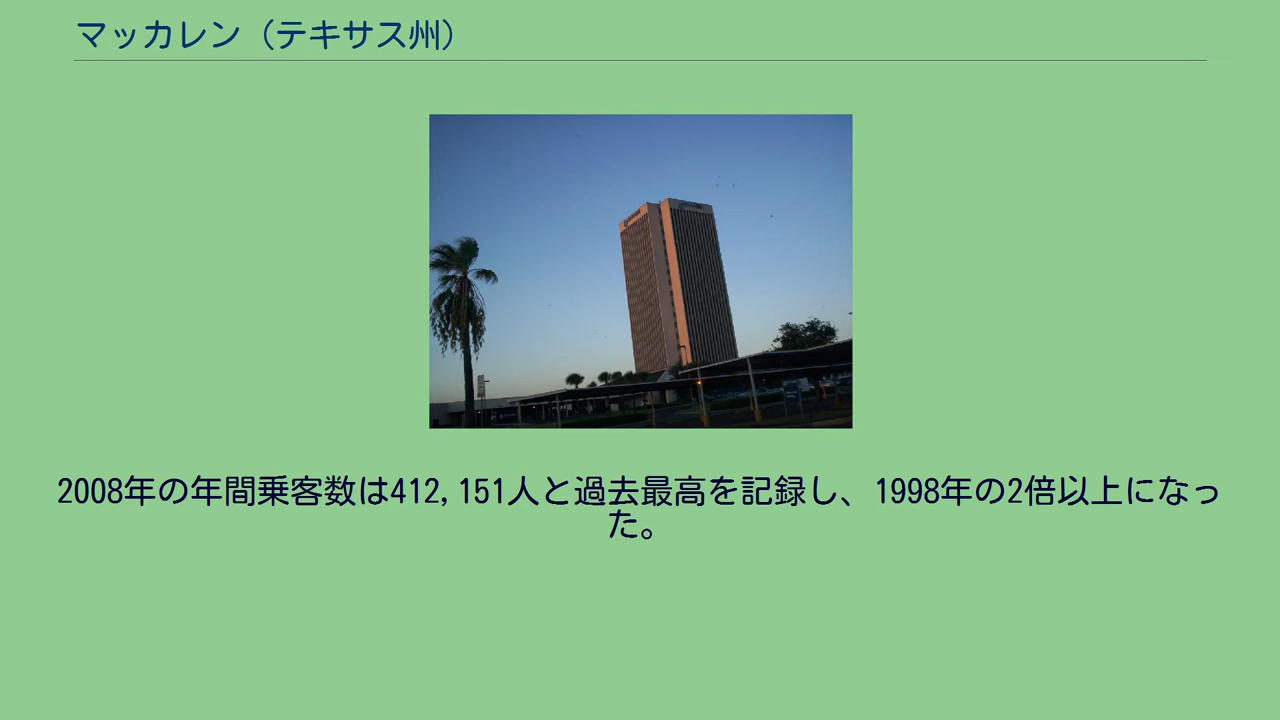 マッカレン（テキサス州）
2008年の年間乗客数は412,151人と過去最高を記録し、1998年の2倍以上になっ
た。